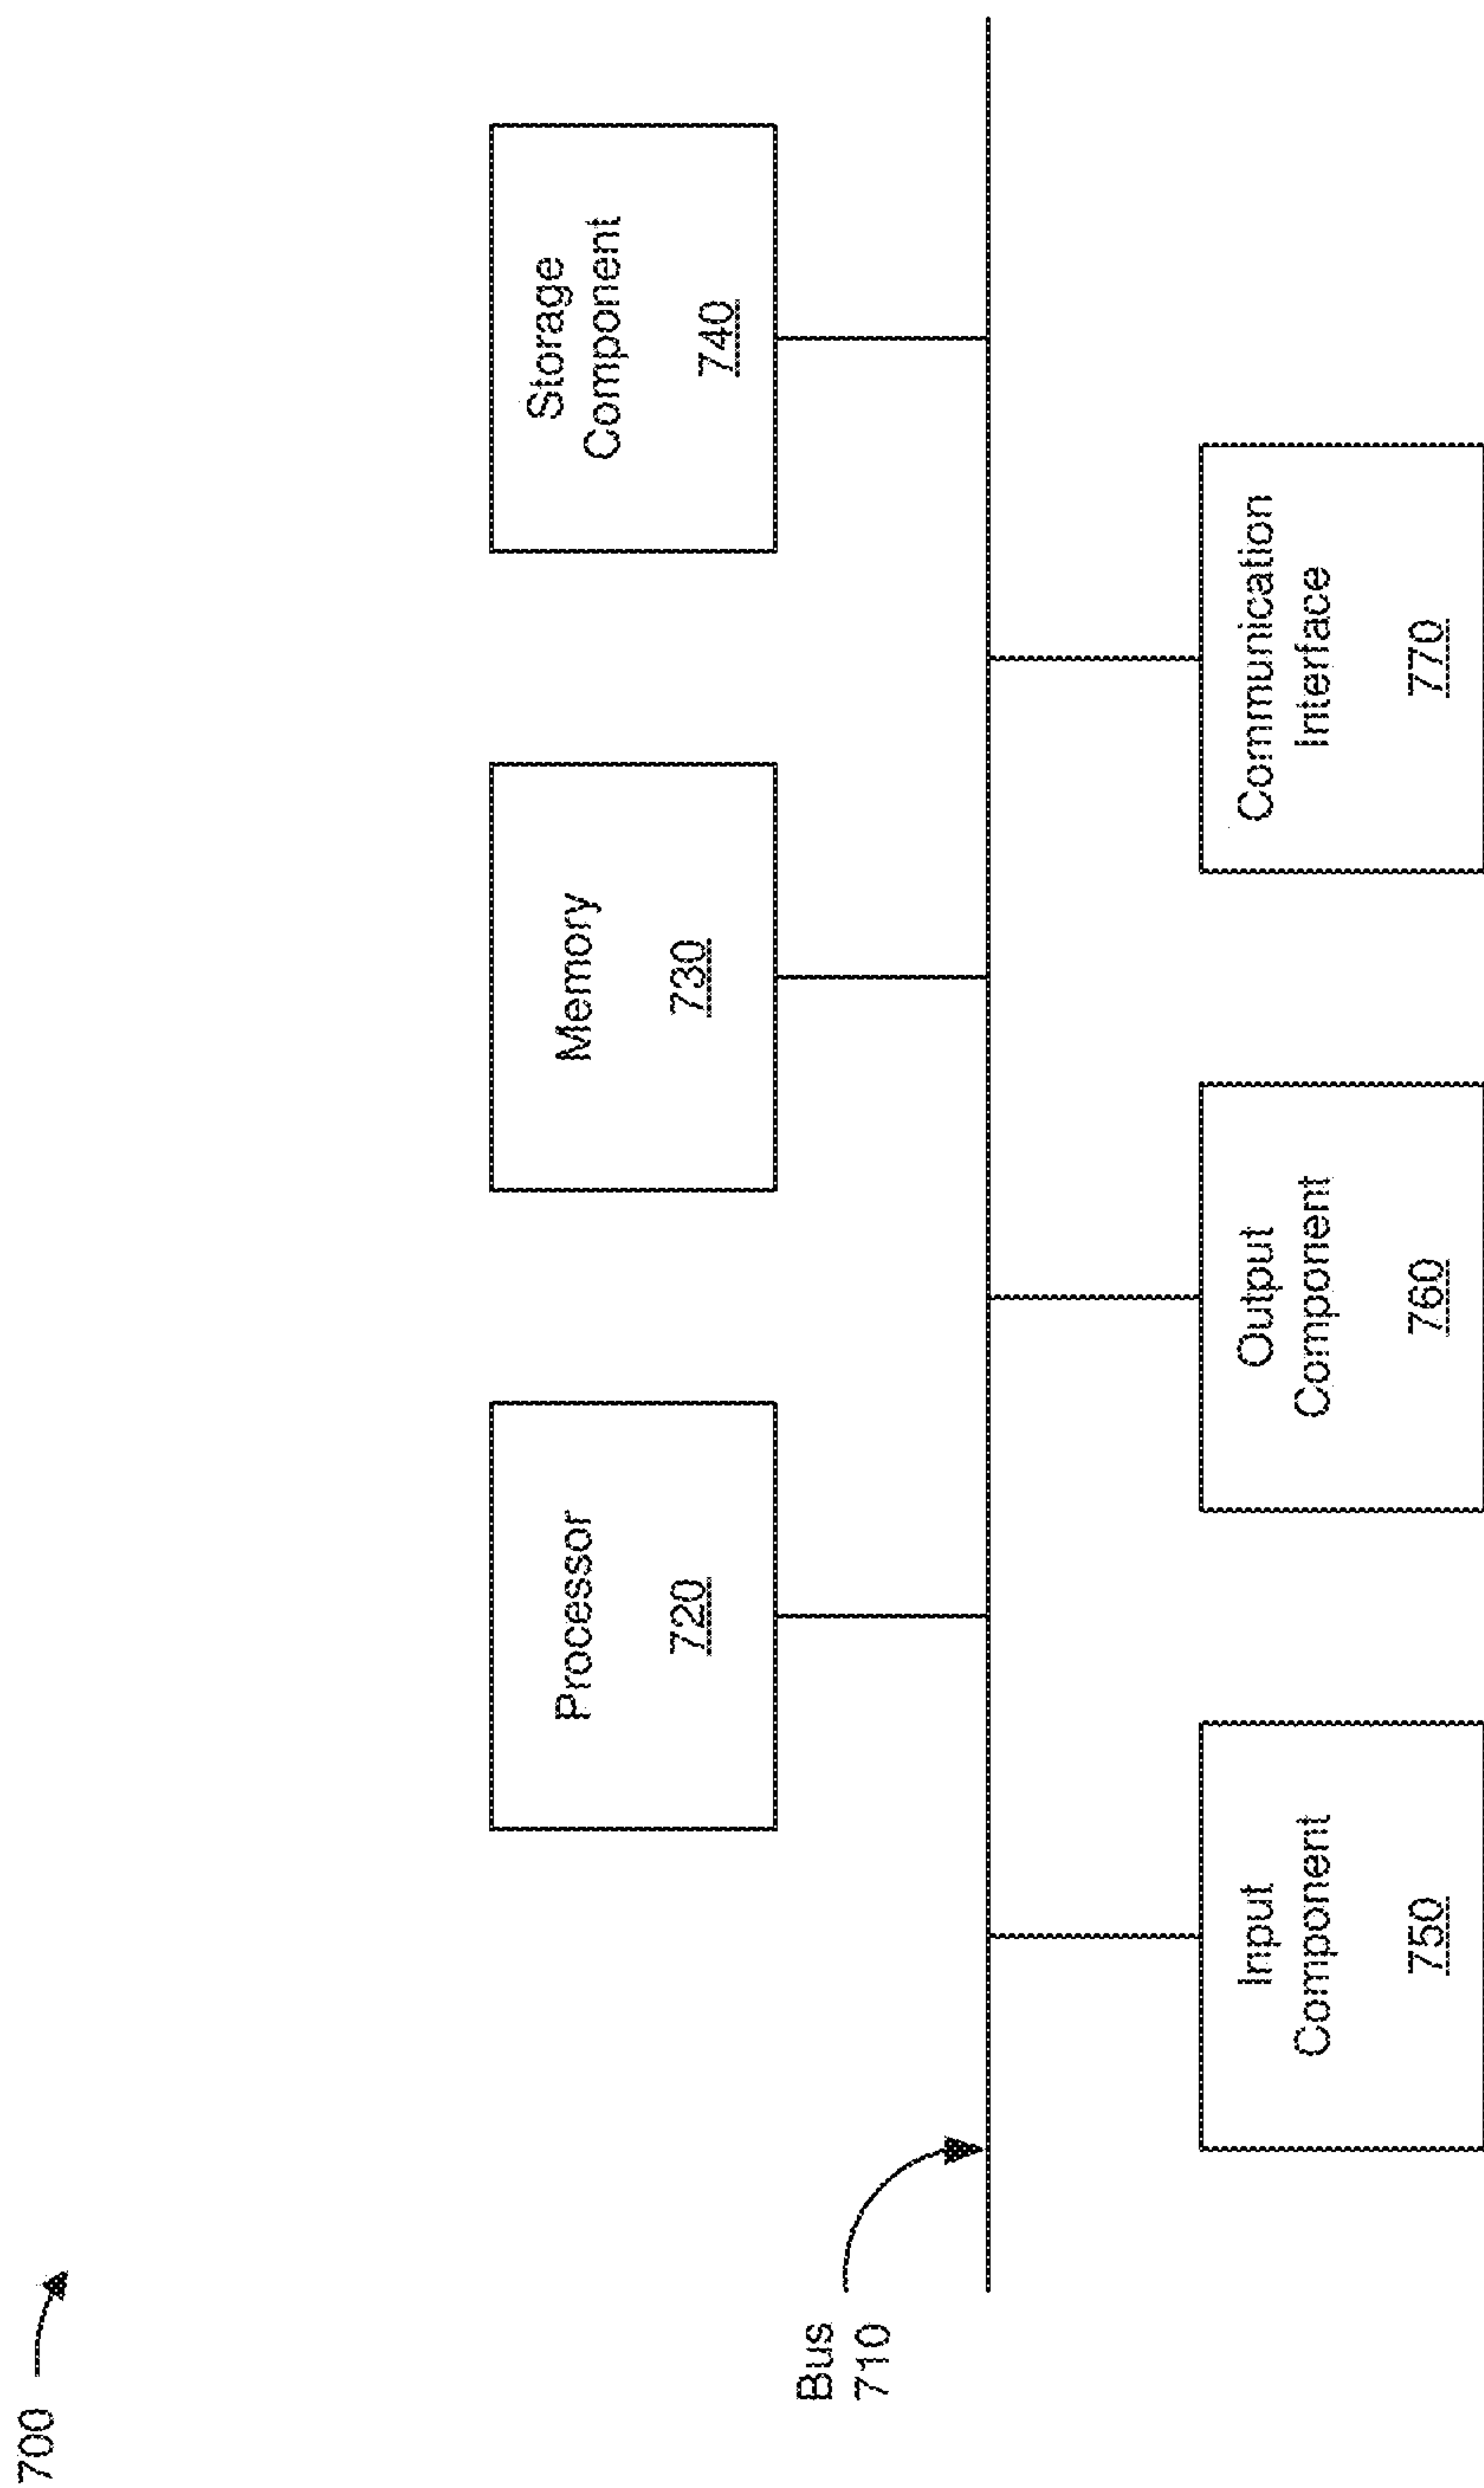 700
Processor
720
Memory
730
Storage
Component
740
Bus
710
Input
Component
750
Output
Component
760
Communication
Interface
770